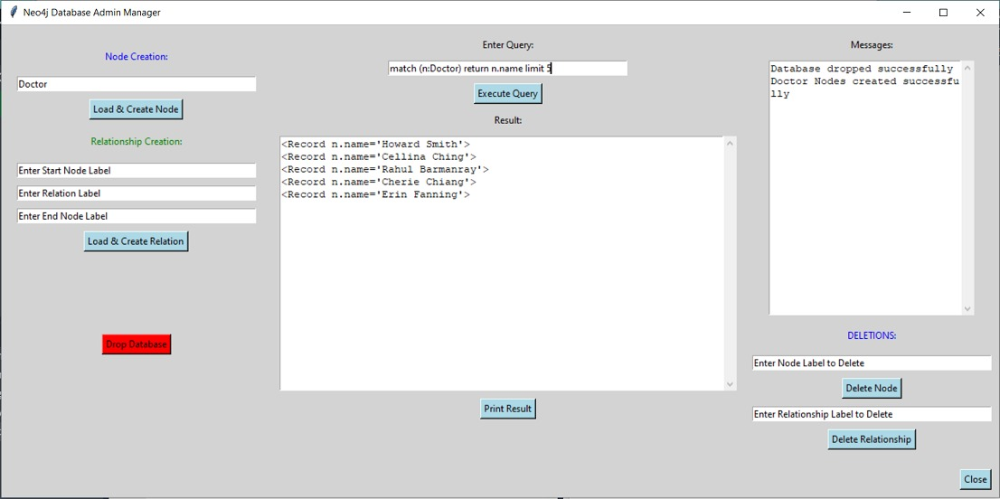 Neo4j Database Admin Manager
Node Creation:
Doctor
Load & Create Node
Relationship Creation:
Enter Start Node Label
Enter Relation Label
Enter End Node Label
Load & Create Relation
Drop Database
Enter Query:
match (n:Doctor) return n.name limit 5
Execute Query
Result:
<Record n.name='Howard Smith'>
<Record n.name='Cellina Ching'>
<Record n.name='Rahul Barmanray'>
<Record n.name='Cherie Chiang'>
<Record n.name='Erin Fanning'>
Print Result
Messages:
Database dropped successfully
Doctor Nodes created successfu
lly
DELETIONS:
Enter Node Label to Delete
Delete Node
Enter Relationship Label to Delete
Delete Relationship
Close